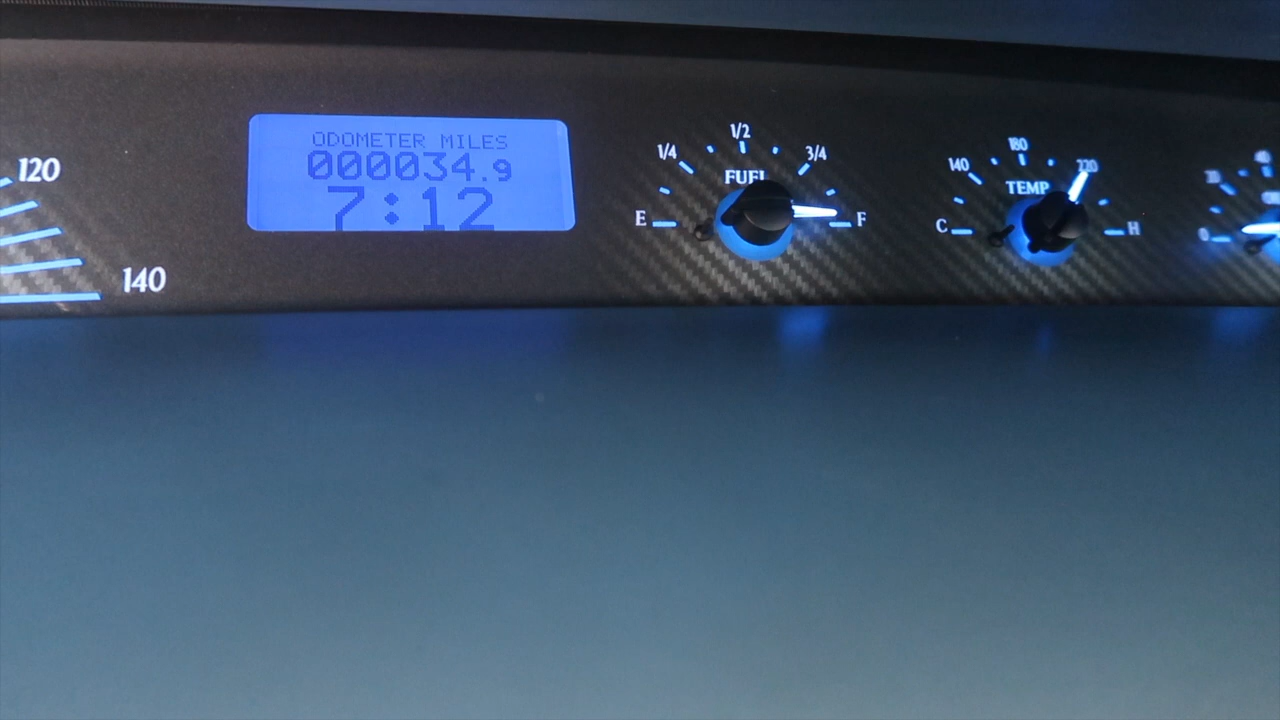 120
140
ODOMETER MILES
000034.9
7:12
1/4 1/2 3/4
FUEL
E F
140 180 220
TEMP
C H
0